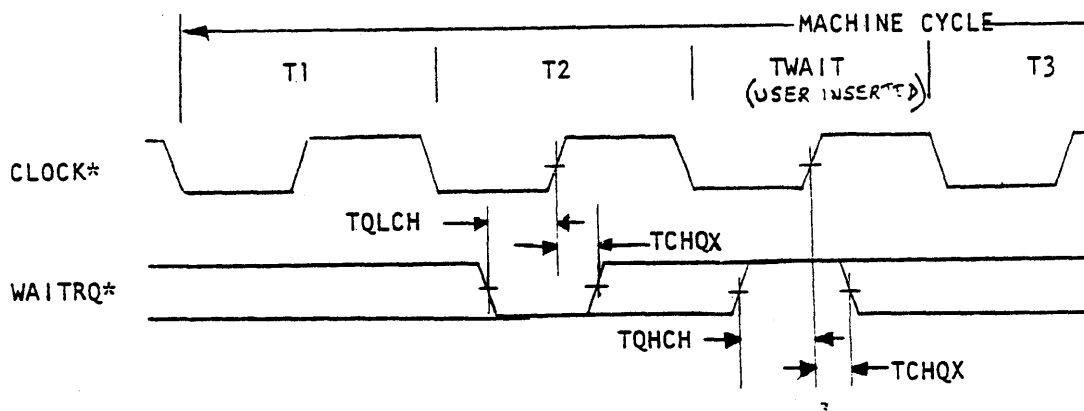 MACHINE CYCLE
T1 T2 TWAIT T3
(USER INSERTED)
CLOCK*
TQLCH
TCHQX
WAITRQ*
TQHCH
TCHQX